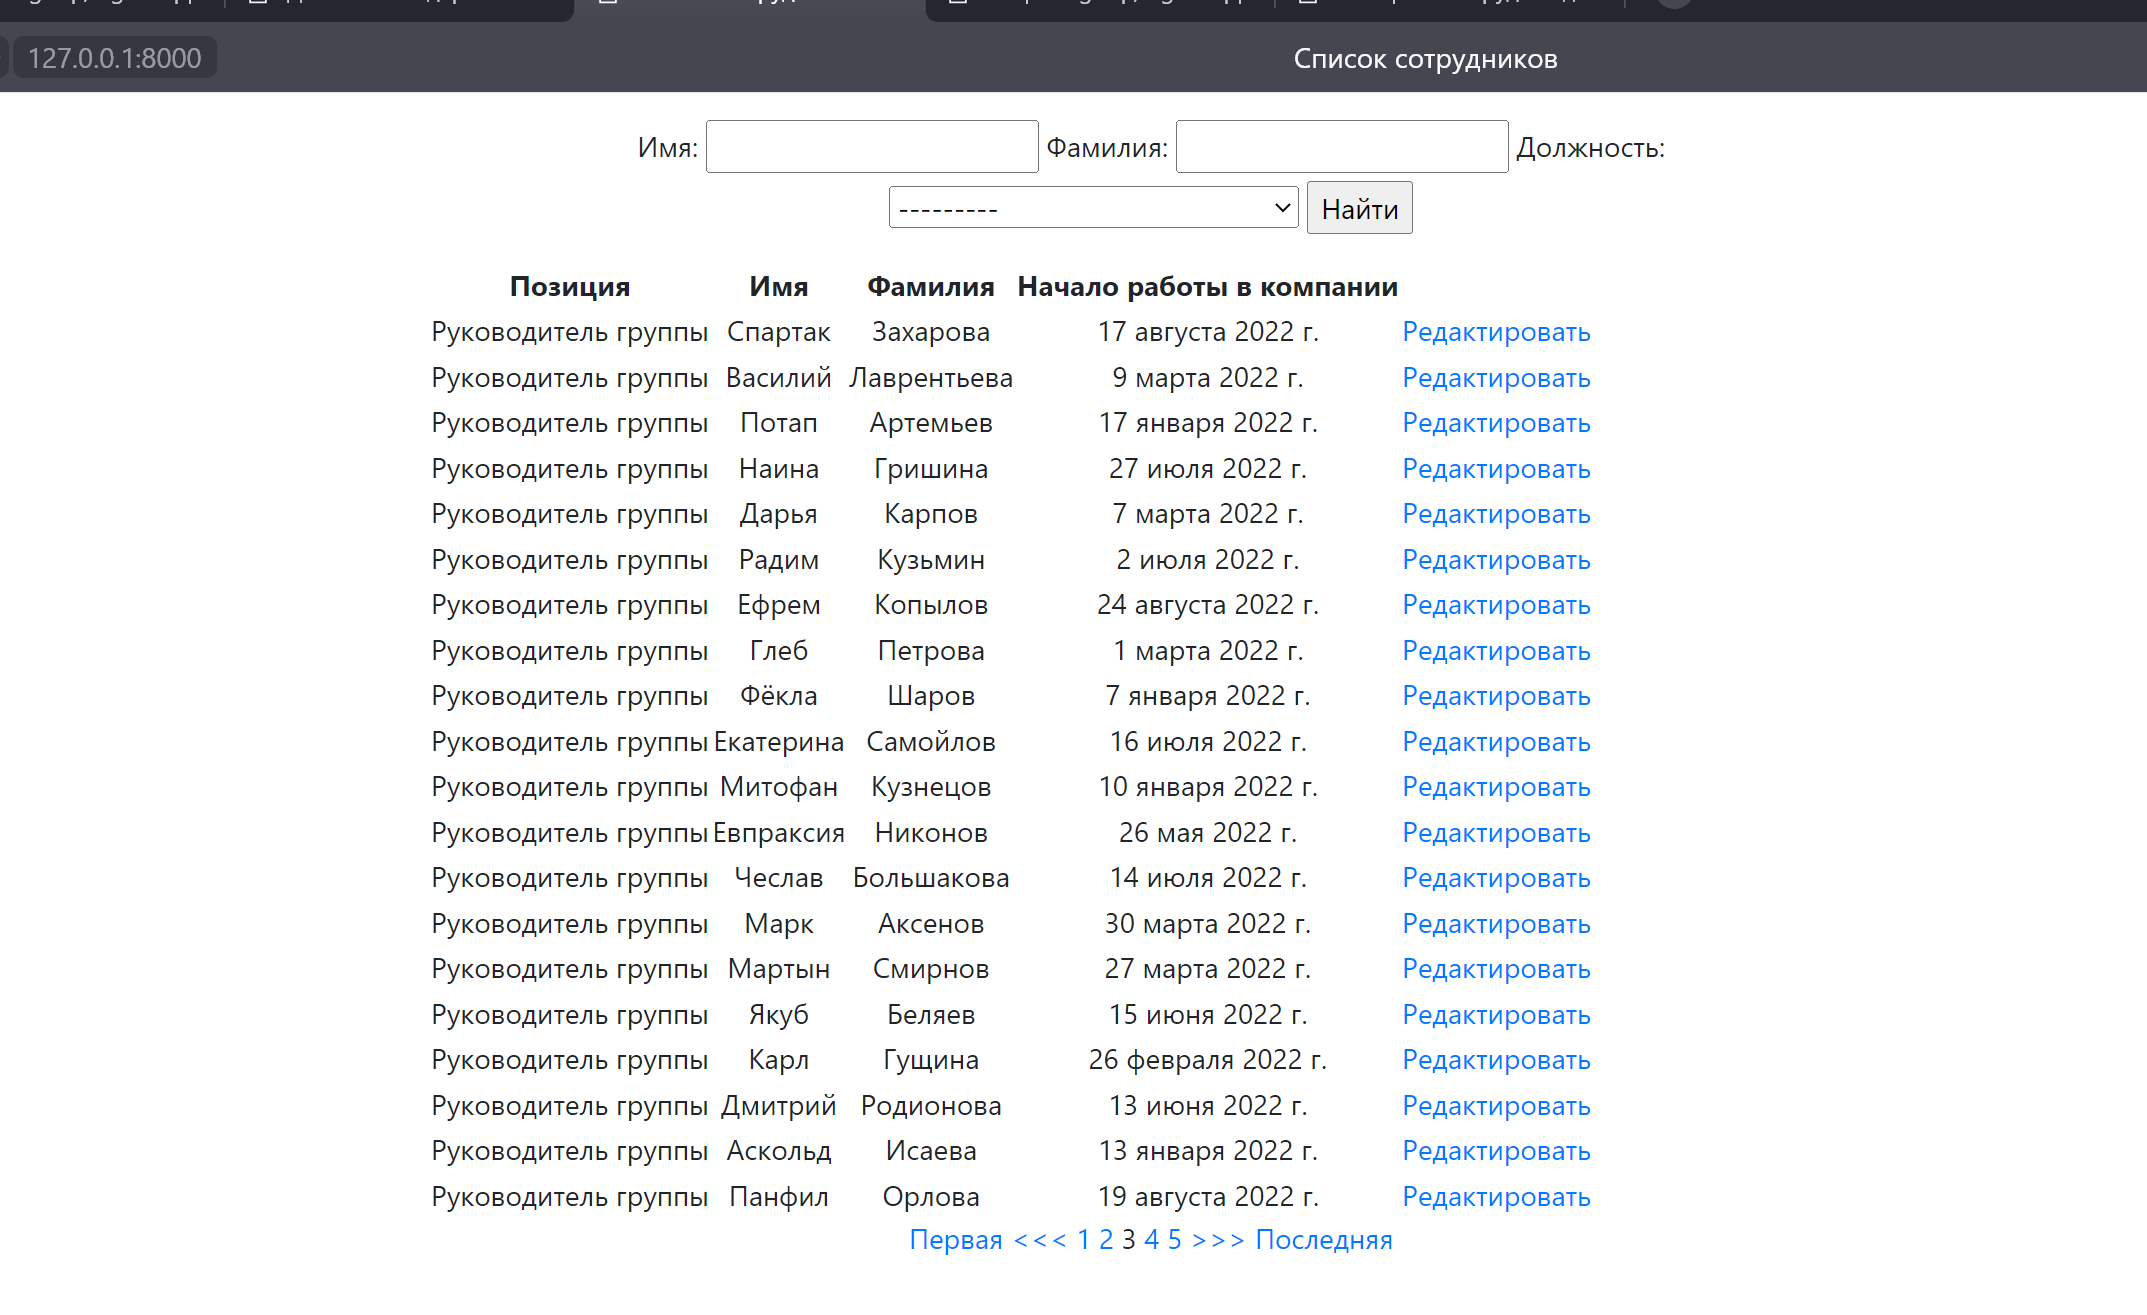 127.0.0.1:8000 Список сотрудников
Имя: Фамилия: Должность:
--------- Найти
Позиция Имя Фамилия Начало работы в компании
Руководитель группы Спартак Захарова 17 августа 2022 г. Редактировать
Руководитель группы Василий Лаврентьева 9 марта 2022 г. Редактировать
Руководитель группы Потап Артемьев 17 января 2022 г. Редактировать
Руководитель группы Наина Гришина 27 июля 2022 г. Редактировать
Руководитель группы Дарья Карпов 7 марта 2022 г. Редактировать
Руководитель группы Радим Кузьмин 2 июля 2022 г. Редактировать
Руководитель группы Ефрем Копылов 24 августа 2022 г. Редактировать
Руководитель группы Глеб Петрова 1 марта 2022 г. Редактировать
Руководитель группы Фёкла Шаров 7 января 2022 г. Редактировать
Руководитель группы Екатерина Самойлов 16 июля 2022 г. Редактировать
Руководитель группы Митофан Кузнецов 10 января 2022 г. Редактировать
Руководитель группы Евпраксия Никонов 26 мая 2022 г. Редактировать
Руководитель группы Чеслав Большакова 14 июля 2022 г. Редактировать
Руководитель группы Марк Аксенов 30 марта 2022 г. Редактировать
Руководитель группы Мартын Смирнов 27 марта 2022 г. Редактировать
Руководитель группы Якуб Беляев 15 июня 2022 г. Редактировать
Руководитель группы Карл Гущина 26 февраля 2022 г. Редактировать
Руководитель группы Дмитрий Родионова 13 июня 2022 г. Редактировать
Руководитель группы Аскольд Исаева 13 января 2022 г. Редактировать
Руководитель группы Панфил Орлова 19 августа 2022 г. Редактировать
Первая <<< 1 2 3 4 5 >>> Последняя